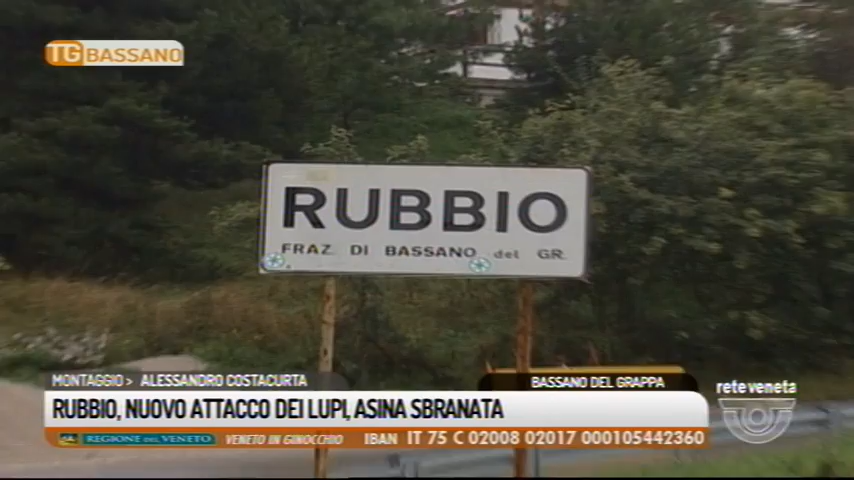 TG BASSANO
RUBBIO
FRAZ. DI BASSANO del GR.
MONTAGGIO> ALESSANDRO COSTACURTA
BASSANO DEL GRAPPA
rete veneta
RUBBIO, NUOVO ATTACCO DEI LUPI, ASINA SBRANATA
REGIONE DEL VENETO VENETO IN GINOCCHIO IBAN IT 75 C 02008 02017 000105442360